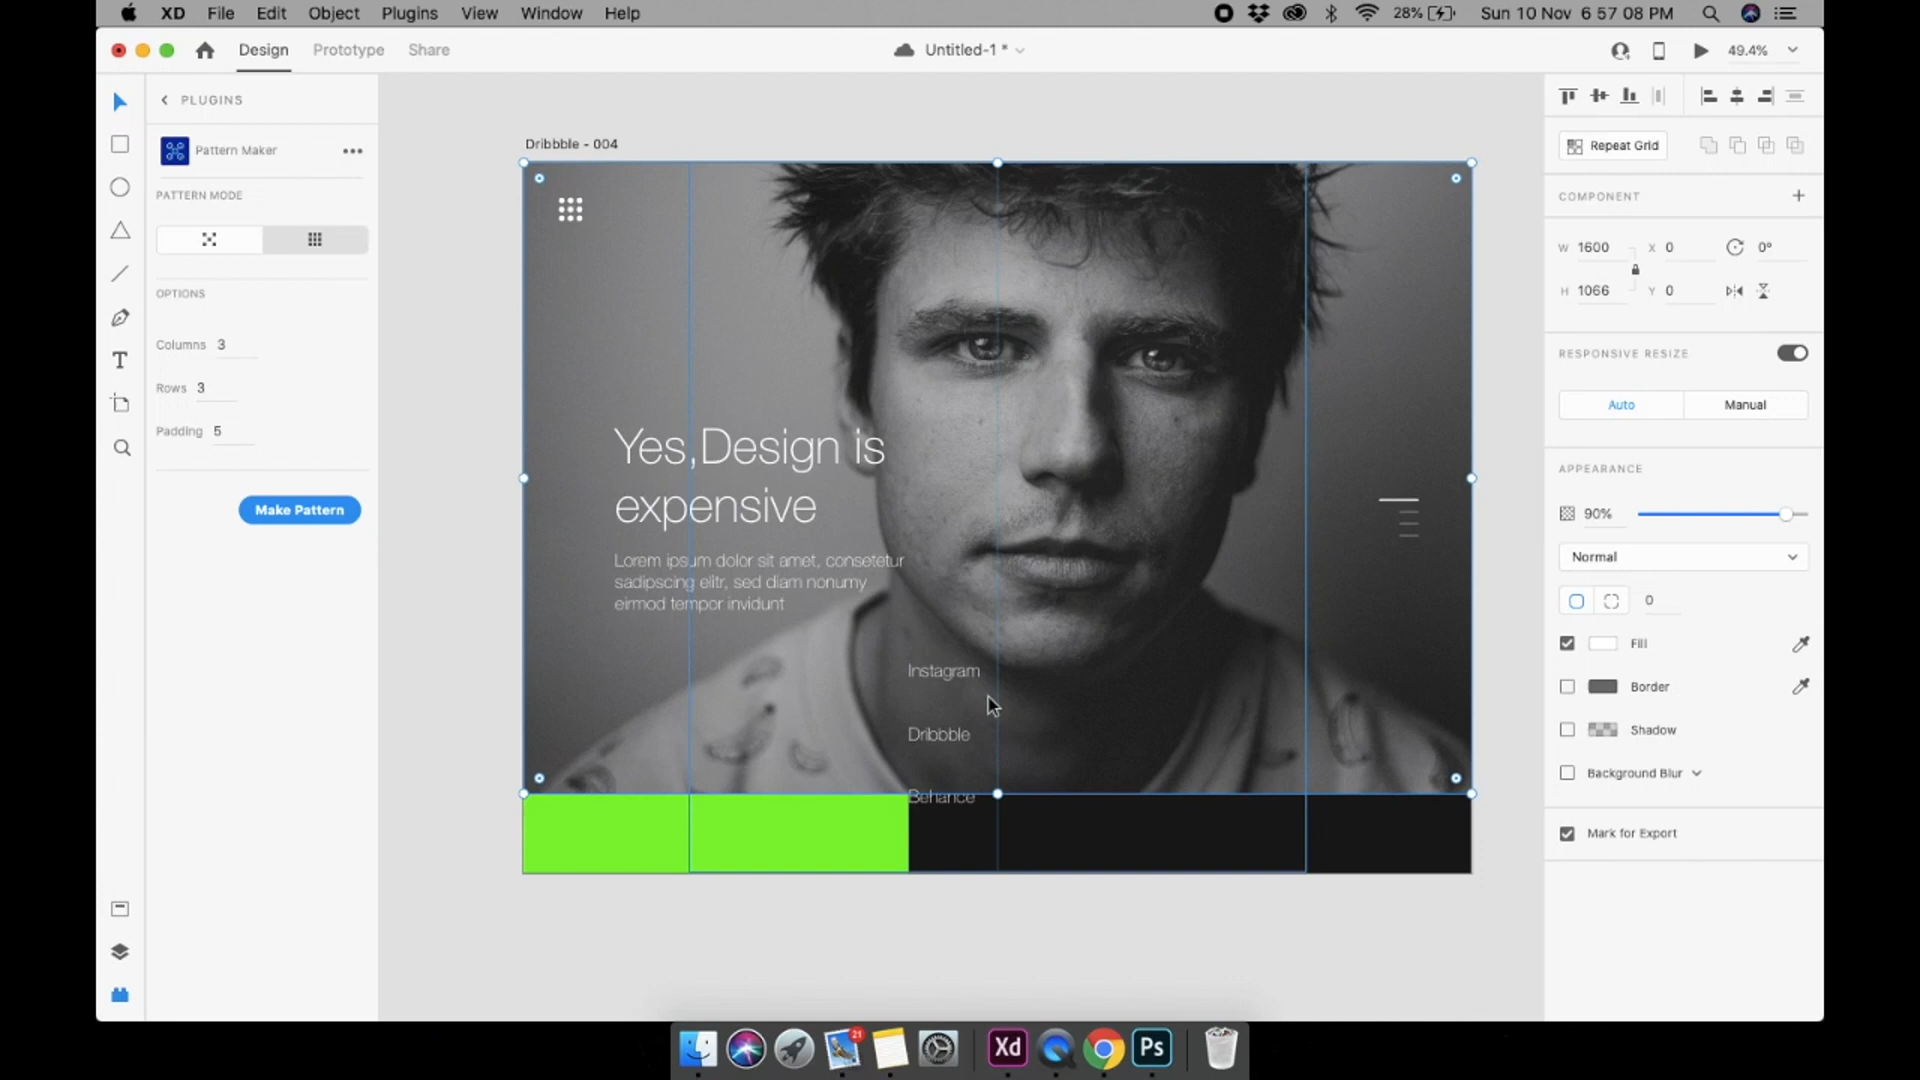 XD File Edit Object Plugins View Window Help 28% Sun 10 Nov 6 57 08 PM
Design Prototype Share Untitled-1 * 49.4%
PLUGINS
Pattern Maker
PATTERN MODE
OPTIONS
Columns 3
Rows 3
Padding 5
Make Pattern
Dribbble - 004
Yes,Design is
expensive
Lorem ipsum dolor sit amet, consetetur
sadipscing elitr, sed diam nonumy
eirmod tempor invidunt
Instagram
Dribbble
Behance
Repeat Grid
COMPONENT
W 1600 X 0 0°
H 1066 Y 0
RESPONSIVE RESIZE
Auto Manual
APPEARANCE
90%
Normal
0
Fill
Border
Shadow
Background Blur
Mark for Export
21
Xd Ps